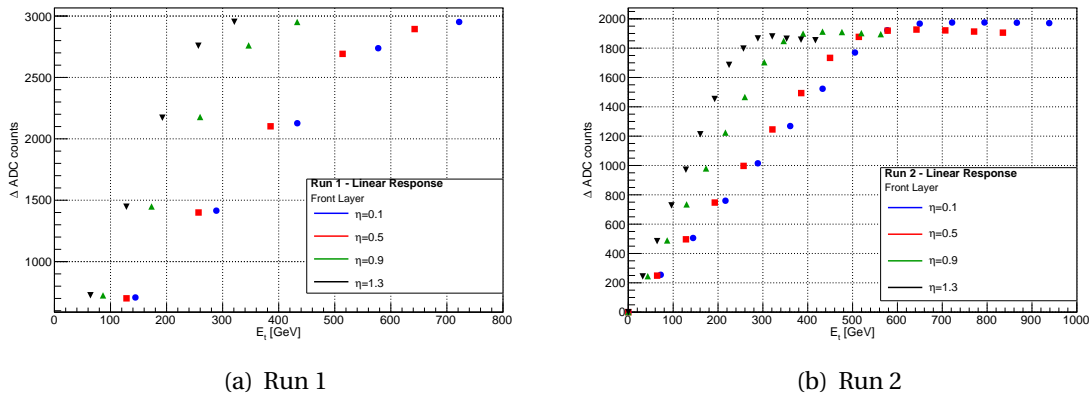 3000
2500
2000
1500
1000
Δ ADC counts
Run 1 - Linear Response
Front Layer
η=0.1
η=0.5
η=0.9
η=1.3
0 100 200 300 400 500 600 700 800
E_t [GeV]
(a) Run 1
2000
1800
1600
1400
1200
1000
800
600
400
200
0
Δ ADC counts
Run 2 - Linear Response
Front Layer
η=0.1
η=0.5
η=0.9
η=1.3
0 100 200 300 400 500 600 700 800 900 1000
E_t [GeV]
(b) Run 2